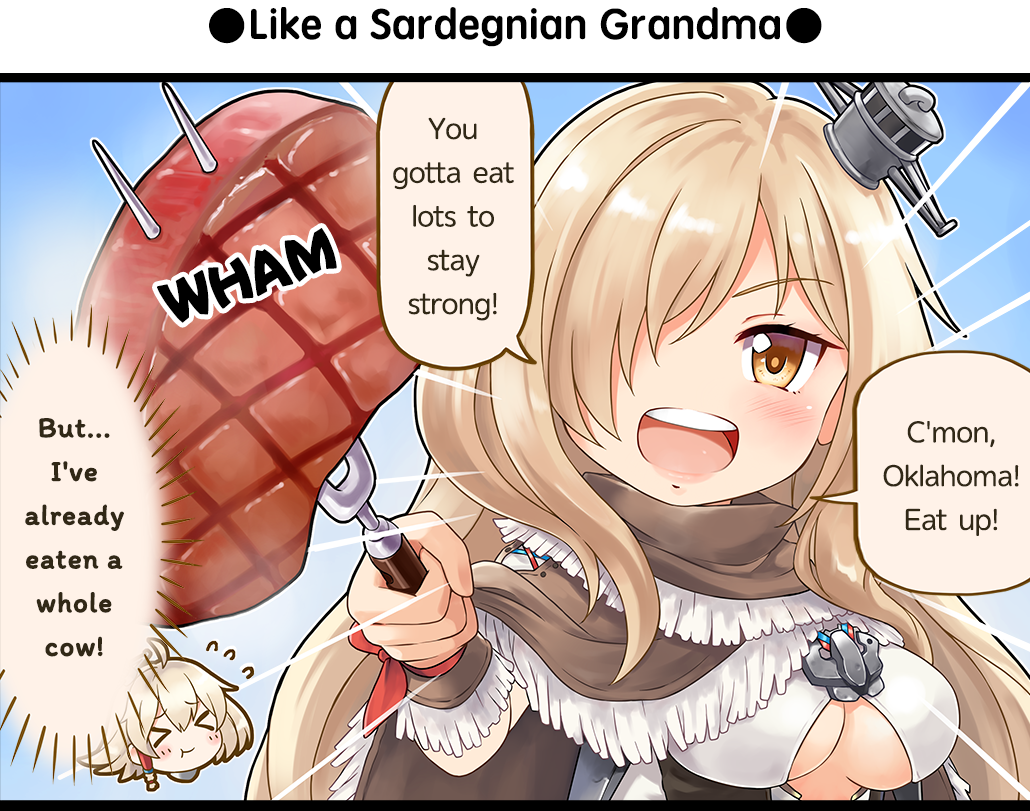 ●Like a Sardegnian Grandma●
You
gotta eat
lots to
stay
strong!
WHAM
C'mon,
Oklahoma!
Eat up!
But...
I've
already
eaten a
whole
cow!